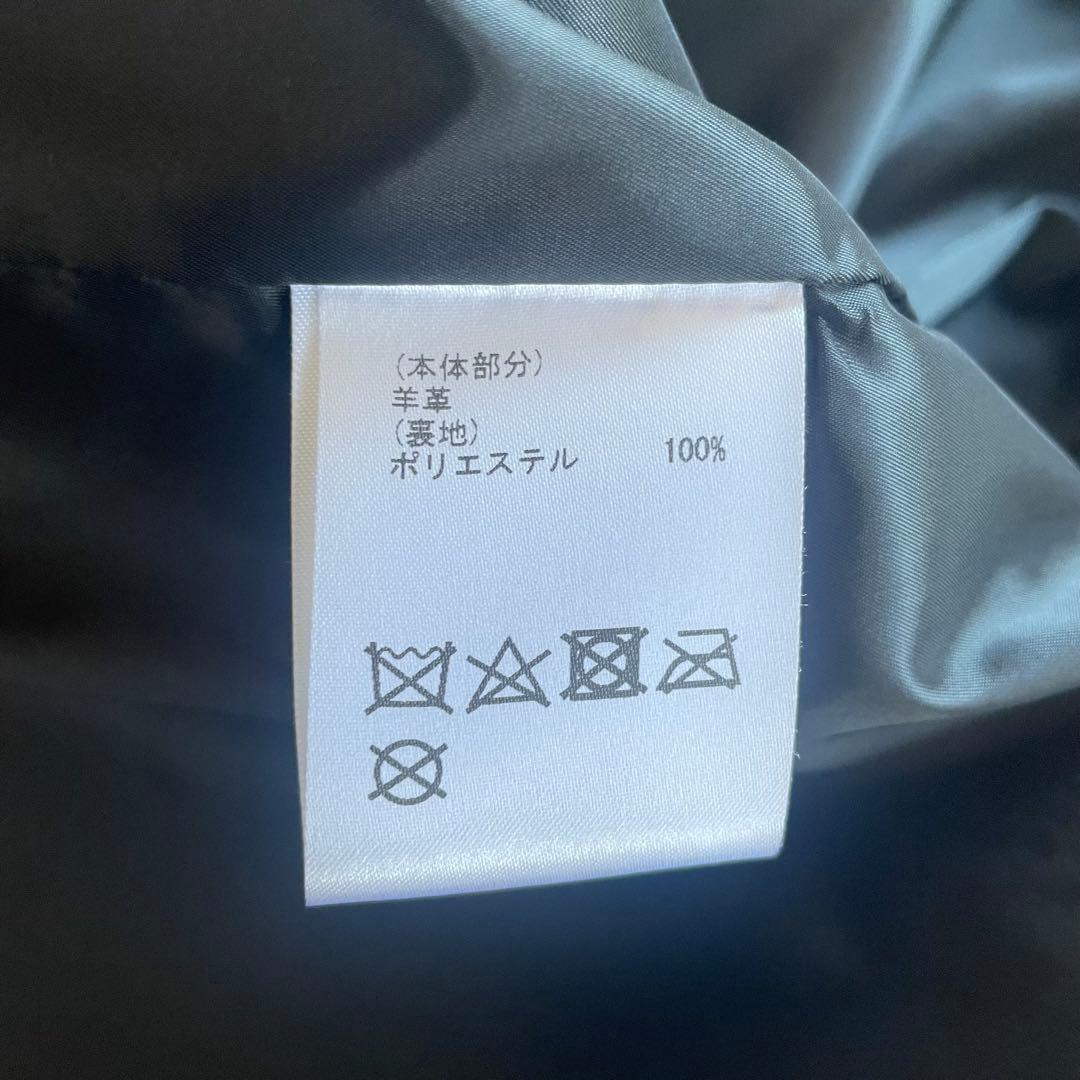 (本体部分)
羊革
(裏地)
ポリエステル 100%